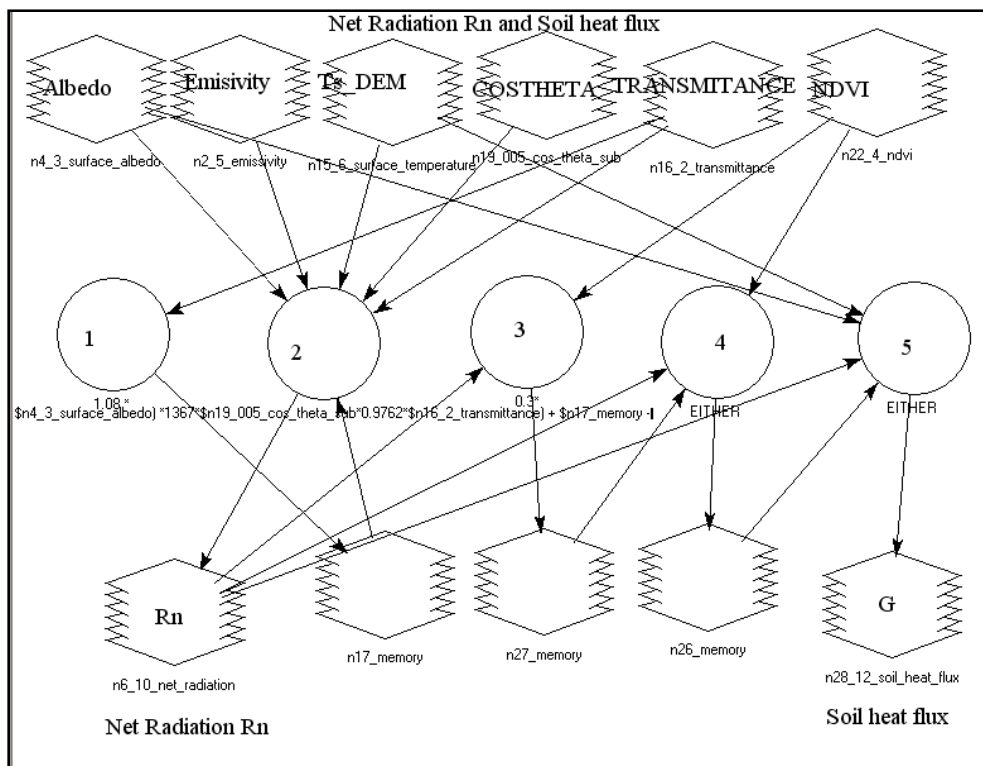 Net Radiation Rn and Soil heat flux
Albedo
Emisivity
Ts_DEM
COSTHETA
TRANSMITTANCE
NDVI
n4_3_surface_albedo
n2_5_emissivity
n15_6_surface_temperature
n19_005_cos_theta_sub
n16_2_transmittance
n22_4_ndvi
1
2
3
4
5
1.08 *
0.3*
$n4_3_surface_albedo) *1367*$n19_005_cos_theta_sub*0.9762*$n16_2_transmittance) + $n17_memory -
EITHER
EITHER
Rn
G
n6_10_net_radiation
n17_memory
n27_memory
n26_memory
n28_12_soil_heat_flux
Net Radiation Rn
Soil heat flux